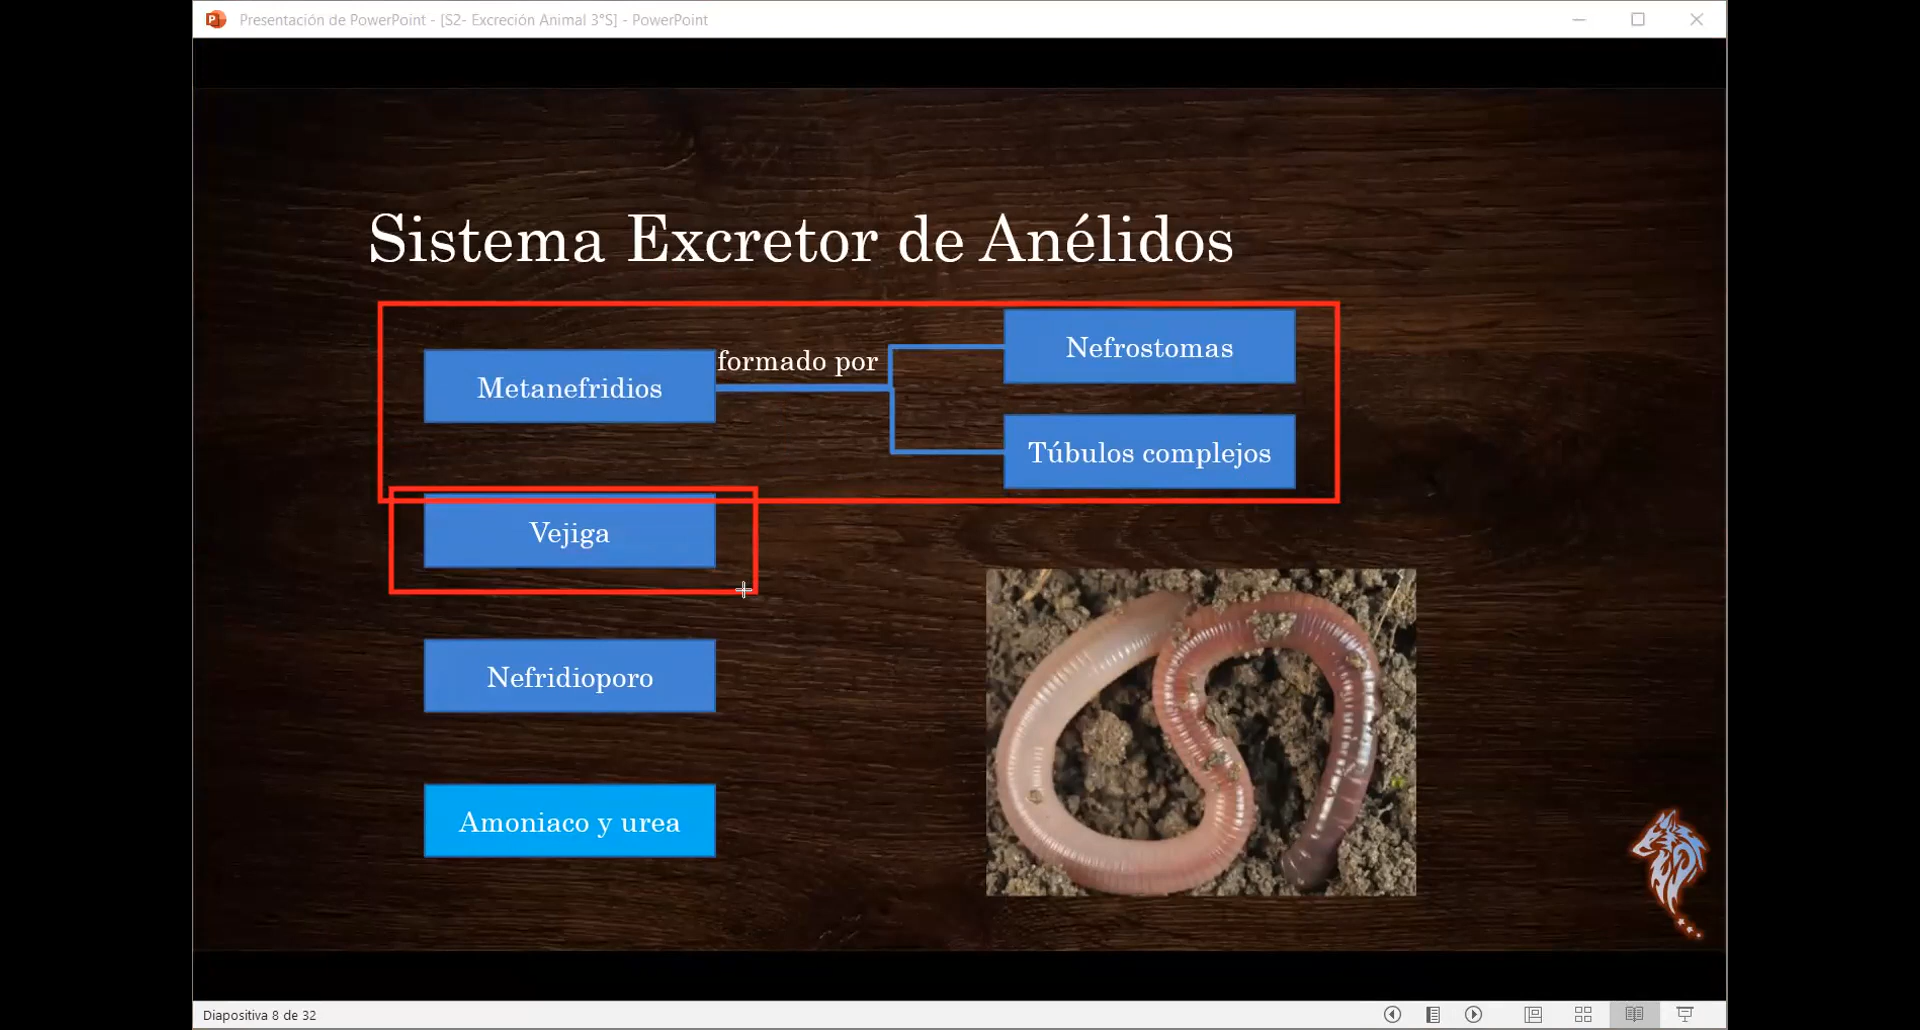 Presentación de PowerPoint - [S2- Excreción Animal 3°S] - PowerPoint
Sistema Excretor de Anélidos
Metanefridios
formado por
Nefrostomas
Túbulos complejos
Vejiga
Nefridioporo
Amoniaco y urea
Diapositiva 8 de 32